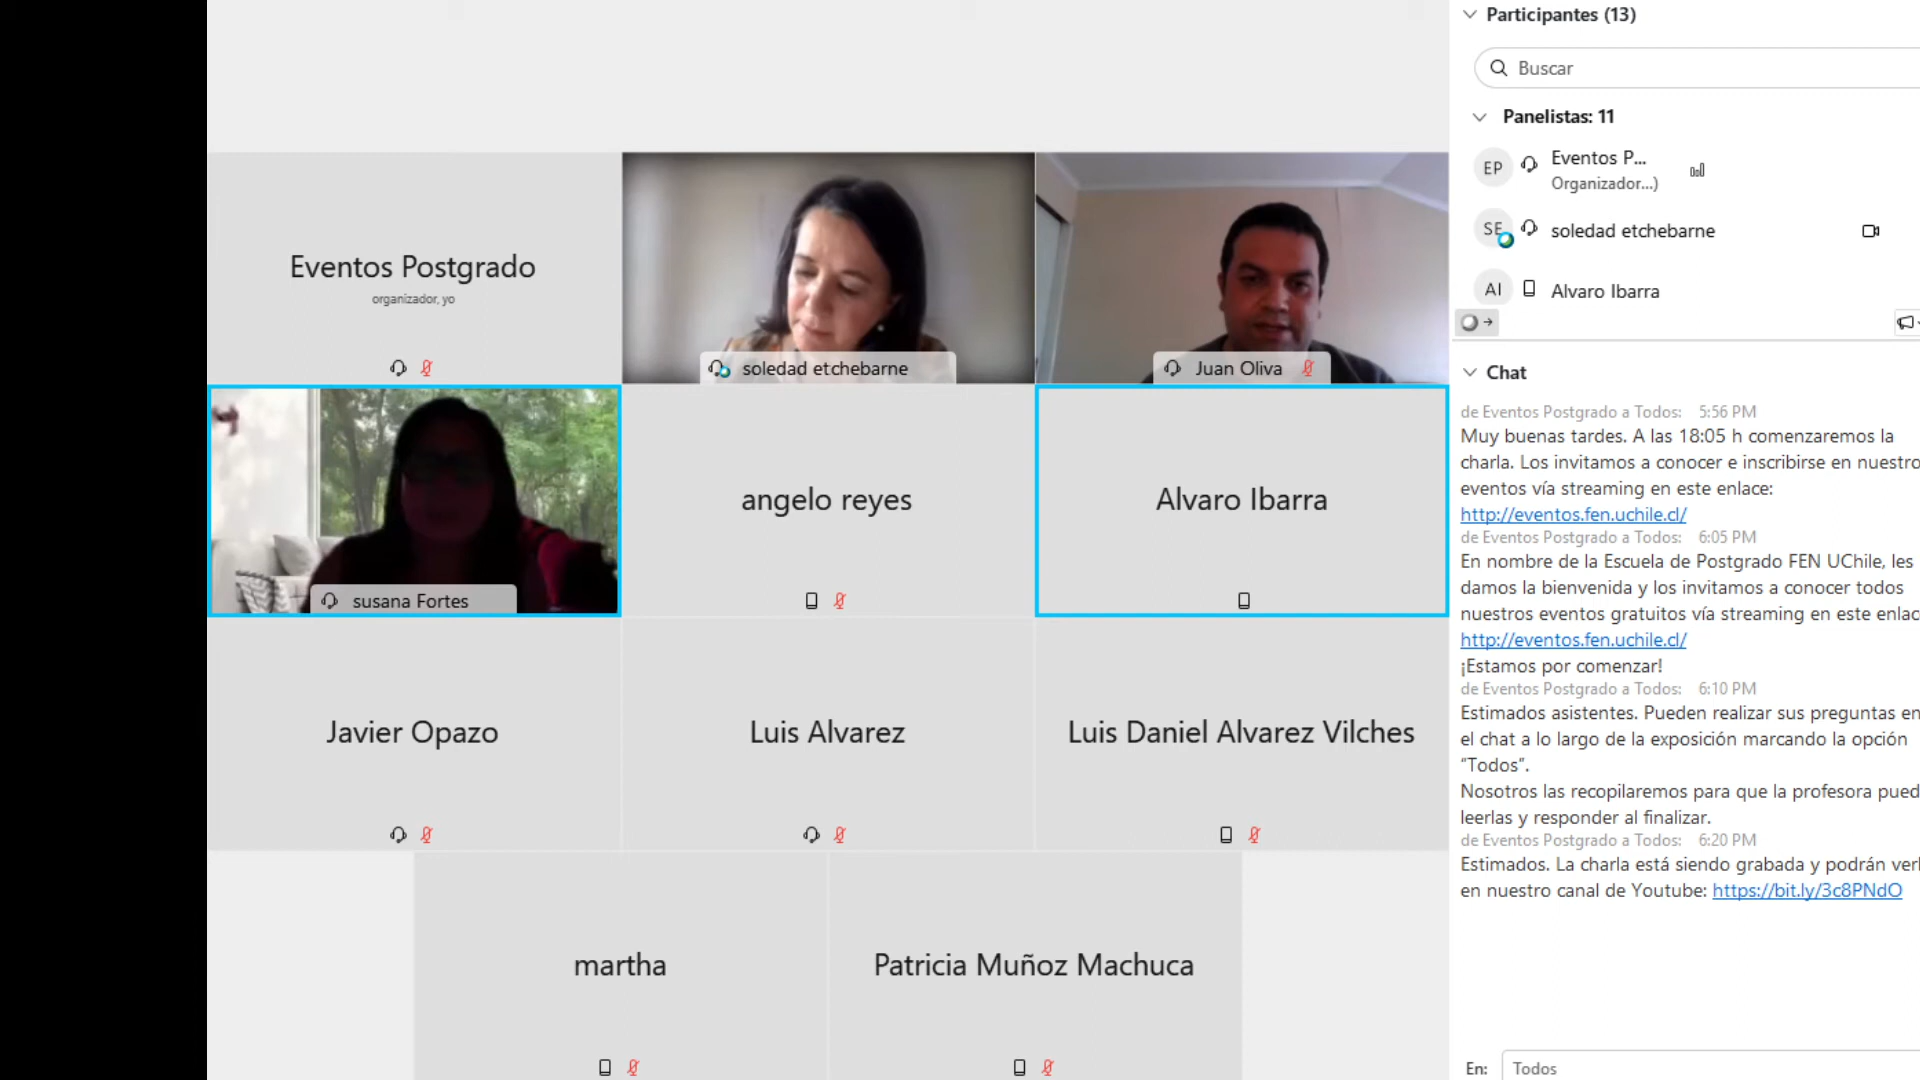 Eventos Postgrado
organizador, yo
soledad etchebarne
Juan Oliva
susana Fortes
angelo reyes
Alvaro Ibarra
Javier Opazo
Luis Alvarez
Luis Daniel Alvarez Vilches
martha
Patricia Muñoz Machuca
Participantes (13)
Buscar
Panelistas: 11
EP
Eventos P...
Organizador...)
SE
soledad etchebarne
AI
Alvaro Ibarra
Chat
de Eventos Postgrado a Todos: 5:56 PM
Muy buenas tardes. A las 18:05 h comenzaremos la
charla. Los invitamos a conocer e inscribirse en nuestro
eventos vía streaming en este enlace:
http://eventos.fen.uchile.cl/
de Eventos Postgrado a Todos: 6:05 PM
En nombre de la Escuela de Postgrado FEN UChile, les
damos la bienvenida y los invitamos a conocer todos
nuestros eventos gratuitos vía streaming en este enlac
http://eventos.fen.uchile.cl/
¡Estamos por comenzar!
de Eventos Postgrado a Todos: 6:10 PM
Estimados asistentes. Pueden realizar sus preguntas en
el chat a lo largo de la exposición marcando la opción
“Todos”.
Nosotros las recopilaremos para que la profesora pued
leerlas y responder al finalizar.
de Eventos Postgrado a Todos: 6:20 PM
Estimados. La charla está siendo grabada y podrán verl
en nuestro canal de Youtube: https://bit.ly/3c8PNdO
En: Todos